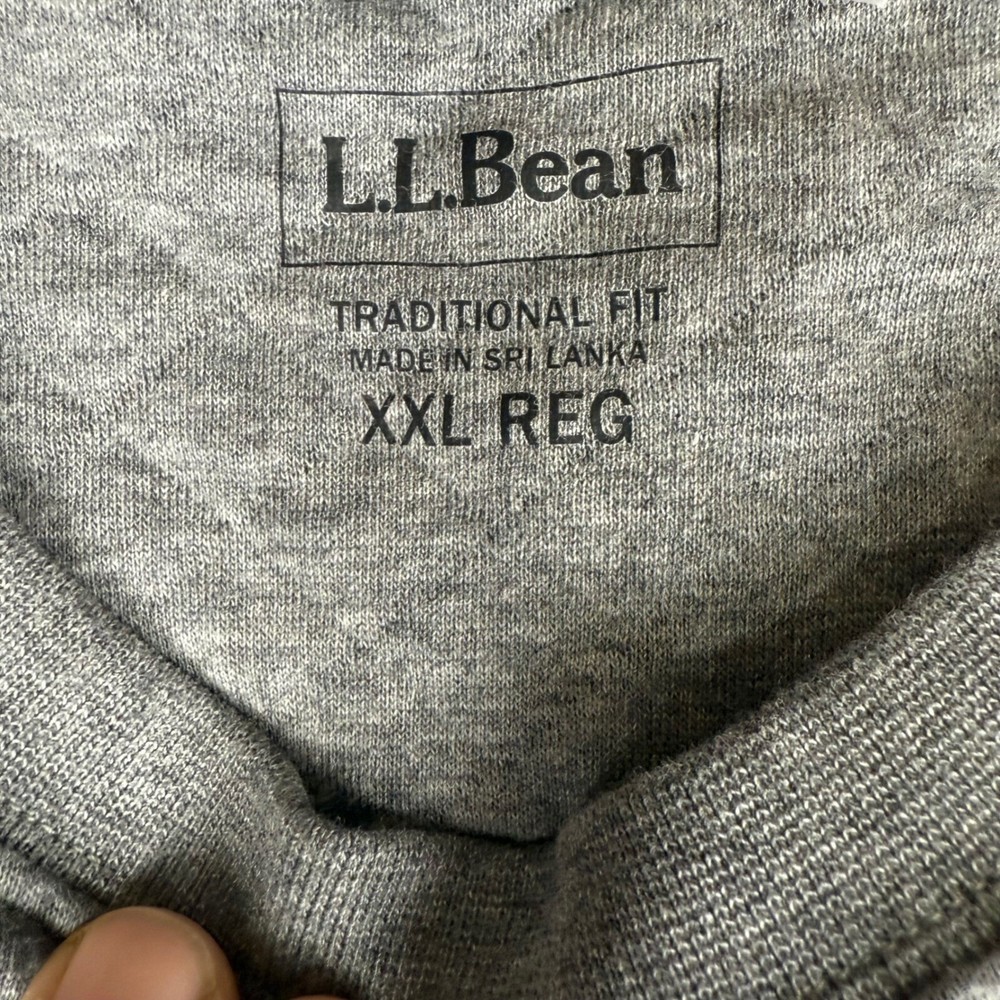 L.L.Bean
TRADITIONAL FIT
MADE IN SRI LANKA
XXL REG